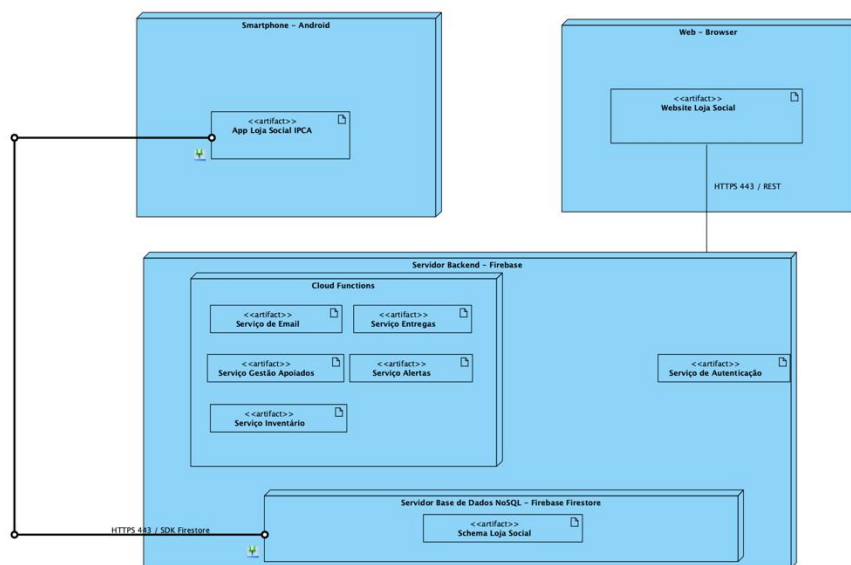 Smartphone - Android
<<artifact>>
App Loja Social IPCA
Web - Browser
<<artifact>>
Website Loja Social
HTTPS 443 / REST
Servidor Backend - Firebase
Cloud Functions
<<artifact>>
Serviço de Email
<<artifact>>
Serviço Entregas
<<artifact>>
Serviço Gestão Apoiados
<<artifact>>
Serviço Alertas
<<artifact>>
Serviço de Autenticação
<<artifact>>
Serviço Inventário
Servidor Base de Dados NoSQL - Firebase Firestore
<<artifact>>
Schema Loja Social
HTTPS 443 / SDK Firestore